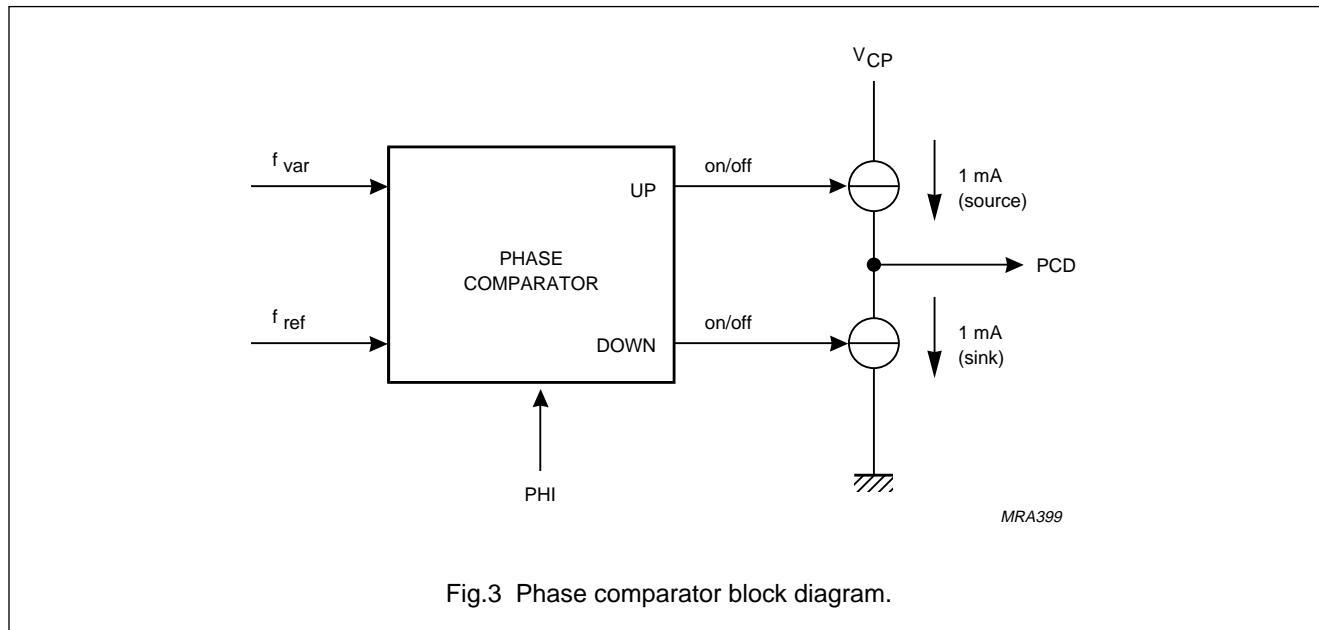 V CP
f var
on/off
1 mA
(source)
UP
PHASE
COMPARATOR
PCD
f ref
on/off
1 mA
(sink)
DOWN
PHI
MRA399
Fig.3 Phase comparator block diagram.